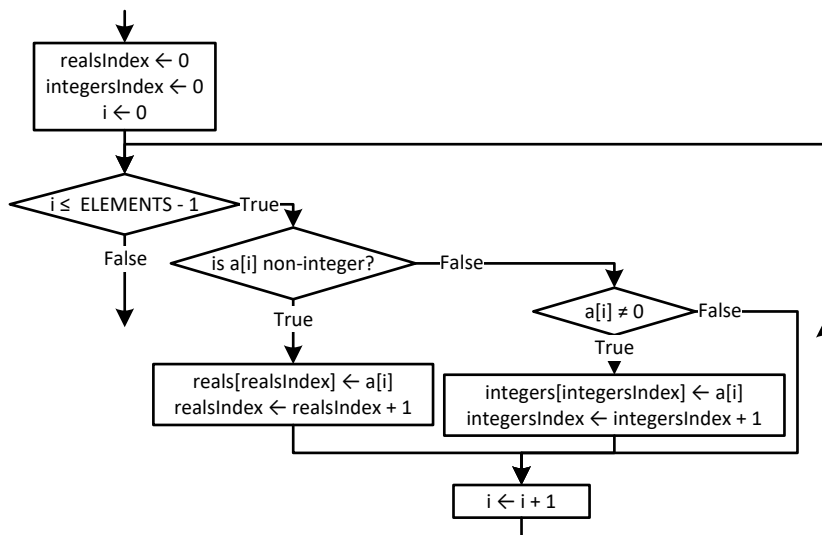 realsIndex ← 0
integersIndex ← 0
i ← 0
i ≤ ELEMENTS - 1
True
False
is a[i] non-integer?
False
True
a[i] ≠ 0
False
True
reals[realsIndex] ← a[i]
realsIndex ← realsIndex + 1
integers[integersIndex] ← a[i]
integersIndex ← integersIndex + 1
i ← i + 1